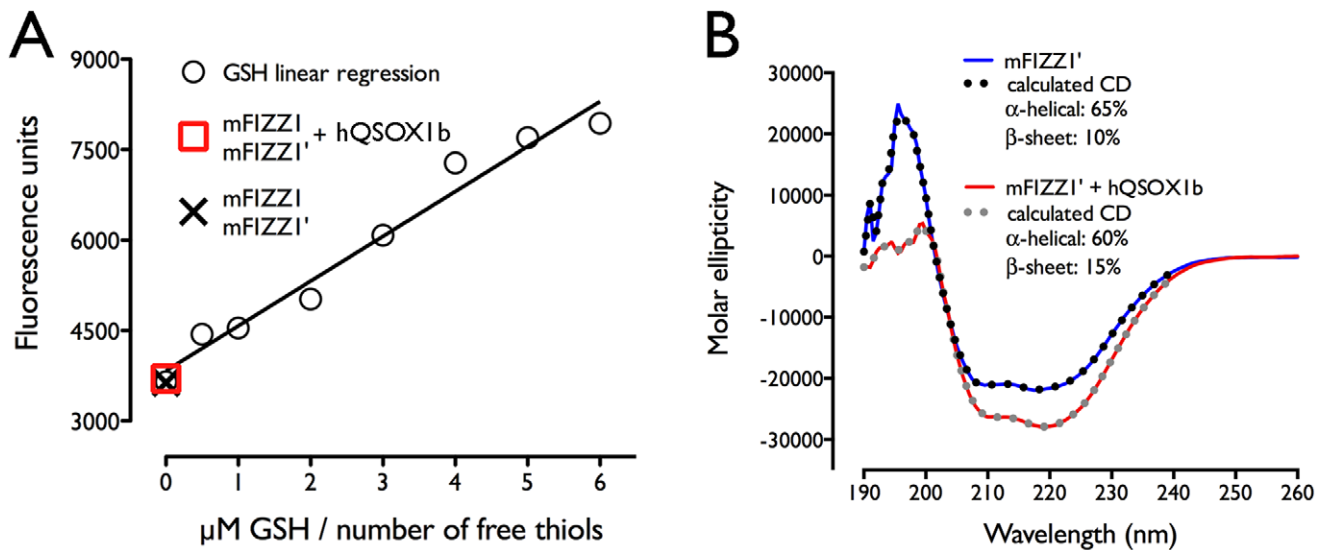 A
Fluorescence units
9000
7500
6000
4500
3000
GSH linear regression
mFIZZ1
mFIZZ1'
+ hQSOX1b
mFIZZ1
mFIZZ1'
0 1 2 3 4 5 6
µM GSH / number of free thiols
B
Molar ellipticity
30000
20000
10000
0
-10000
-20000
-30000
mFIZZ1'
calculated CD
α-helical: 65%
β-sheet: 10%
mFIZZ1' + hQSOX1b
calculated CD
α-helical: 60%
β-sheet: 15%
190 200 210 220 230 240 250 260
Wavelength (nm)